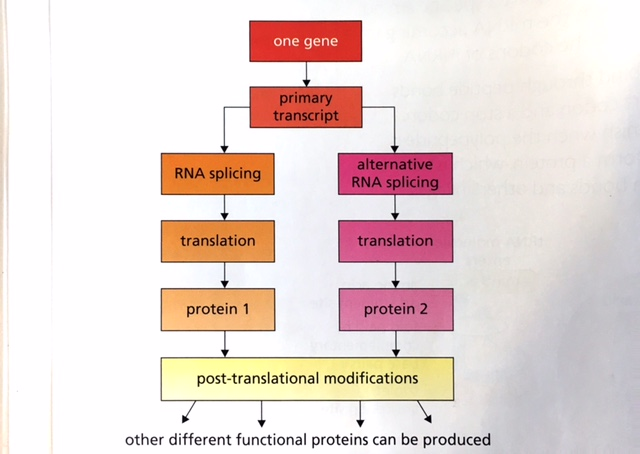 one gene
primary
transcript
RNA splicing
alternative
RNA splicing
translation
translation
protein 1
protein 2
post-translational modifications
other different functional proteins can be produced